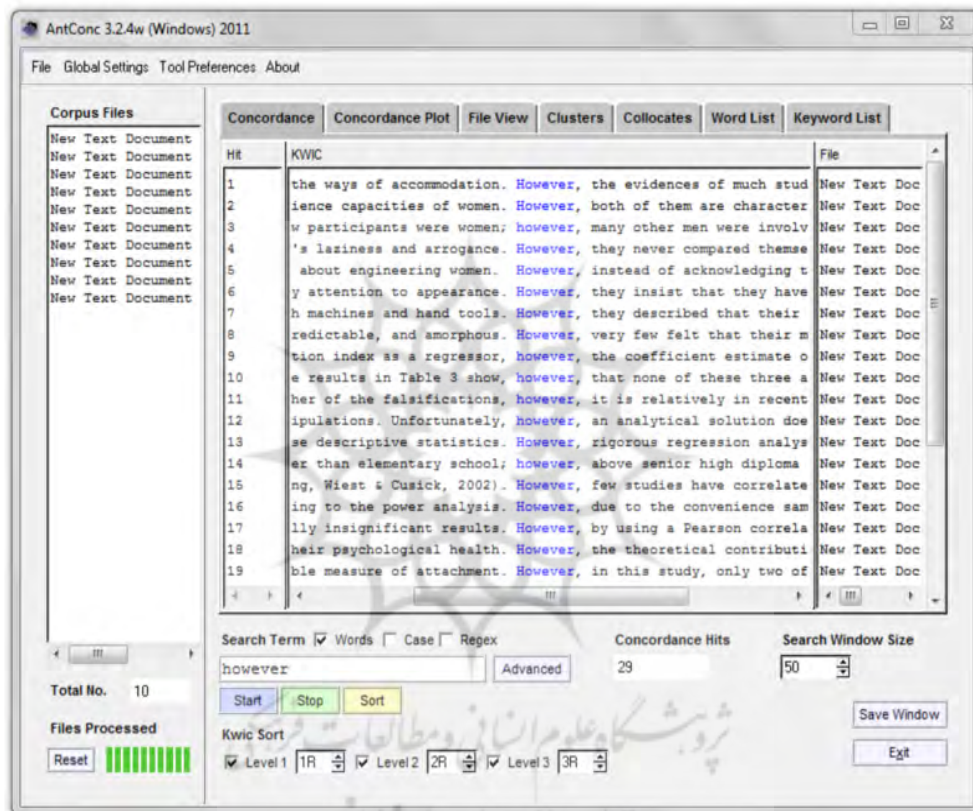 AntConc 3.2.4w (Windows) 2011
File Global Settings Tool Preferences About
Corpus Files
New Text Document
New Text Document
New Text Document
New Text Document
New Text Document
New Text Document
New Text Document
New Text Document
New Text Document
New Text Document
Total No. 10
Files Processed
Reset
Concordance Concordance Plot File View Clusters Collocates Word List Keyword List
Hit KWIC File
1 the ways of accommodation. However, the evidences of much stud New Text Doc
2 ience capacities of women. However, both of them are character New Text Doc
3 w participants were women; however, many other men were involv New Text Doc
4 's laziness and arrogance. However, they never compared themse New Text Doc
5 about engineering women. However, instead of acknowledging t New Text Doc
6 y attention to appearance. However, they insist that they have New Text Doc
7 h machines and hand tools. However, they described that their New Text Doc
8 redictable, and amorphous. However, very few felt that their m New Text Doc
9 tion index as a regressor, however, the coefficient estimate o New Text Doc
10 e results in Table 3 show, however, that none of these three a New Text Doc
11 her of the falsifications, however, it is relatively in recent New Text Doc
12 ipulations. Unfortunately, however, an analytical solution doe New Text Doc
13 se descriptive statistics. However, rigorous regression analys New Text Doc
14 er than elementary school; however, above senior high diploma New Text Doc
15 ng, Wiest & Cusick, 2002). However, few studies have correlate New Text Doc
16 ing to the power analysis. However, due to the convenience sam New Text Doc
17 lly insignificant results. However, by using a Pearson correla New Text Doc
18 heir psychological health. However, the theoretical contributi New Text Doc
19 ble measure of attachment. However, in this study, only two of New Text Doc
Search Term Words Case Regex Concordance Hits Search Window Size
however Advanced 29 50
Start Stop Sort
Save Window
پژوهشگاه علوم انسانی و مطالعات فرهنگی
Kwic Sort
Exit
Level 1 1R Level 2 2R Level 3 3R